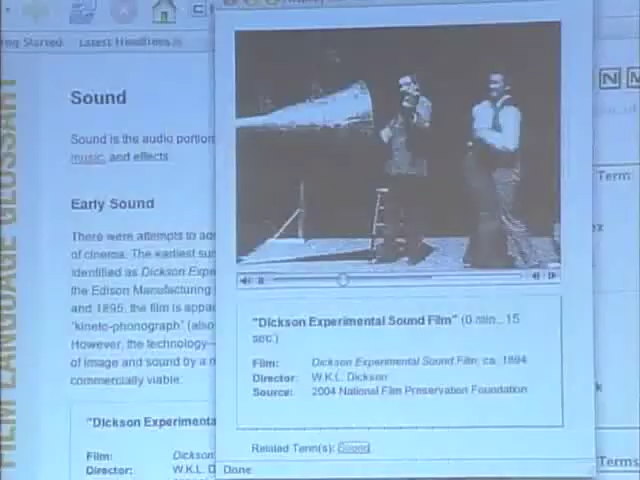 Getting Started Latest Headlines
FILM LANGUAGE GLOSSARY
Sound
Sound is the audio portion
music, and effects.
Early Sound
There were attempts to
of cinema. The earliest
identified as Dickson Expe
the Edison Manufacturing
and 1895, the film is appa
"kineto-phonograph" (also
However, the technology—
of image and sound by a m
commercially viable.
"Dickson Experimenta
Film: Dickson
Director: W.K.L. D
"Dickson Experimental Sound Film" (0 min., 15
sec.)
Film: Dickson Experimental Sound Film, ca. 1894
Director: W.K.L. Dickson
Source: 2004 National Film Preservation Foundation
Related Term(s): Sound
Done
N M
Term:
Terms